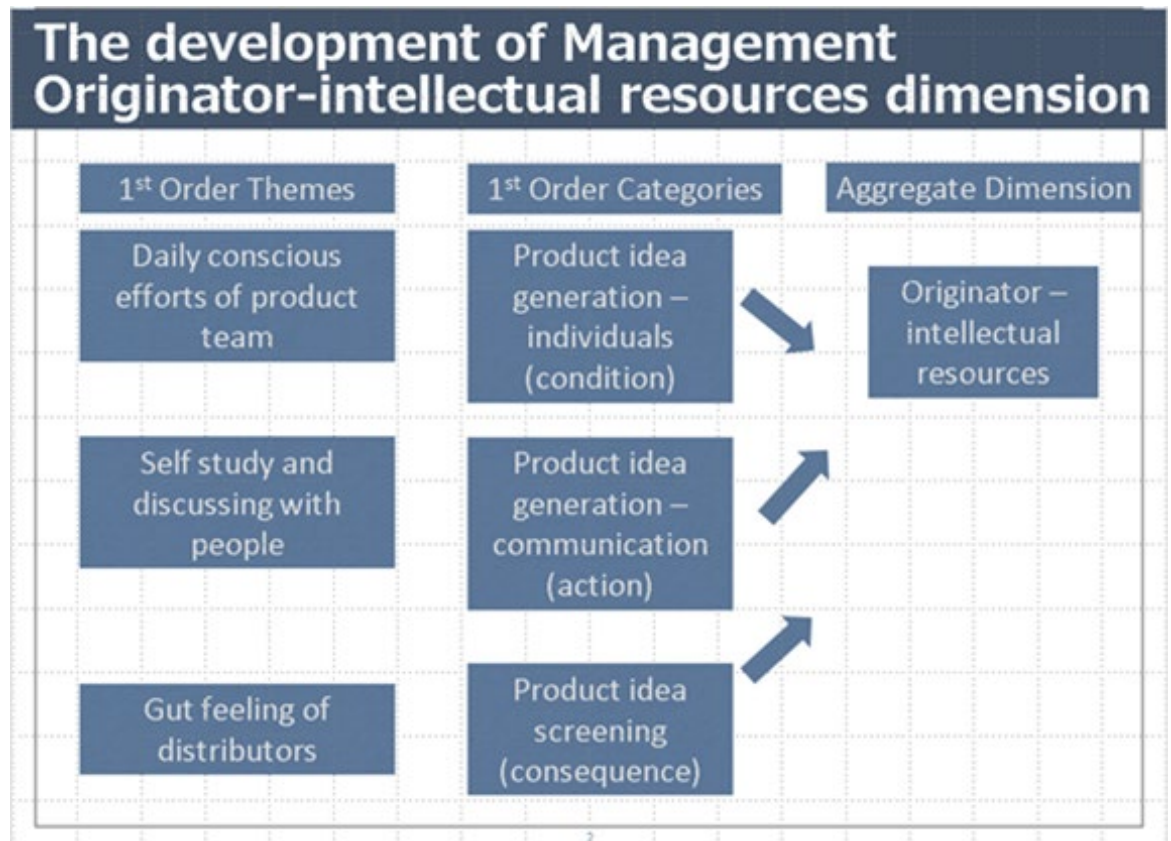 The development of Management
Originator-intellectual resources dimension
1st Order Themes
1st Order Categories
Aggregate Dimension
Daily conscious
efforts of product
team
Product idea
generation –
individuals
(condition)
Originator –
intellectual
resources
Self study and
discussing with
people
Product idea
generation –
communication
(action)
Gut feeling of
distributors
Product idea
screening
(consequence)
2